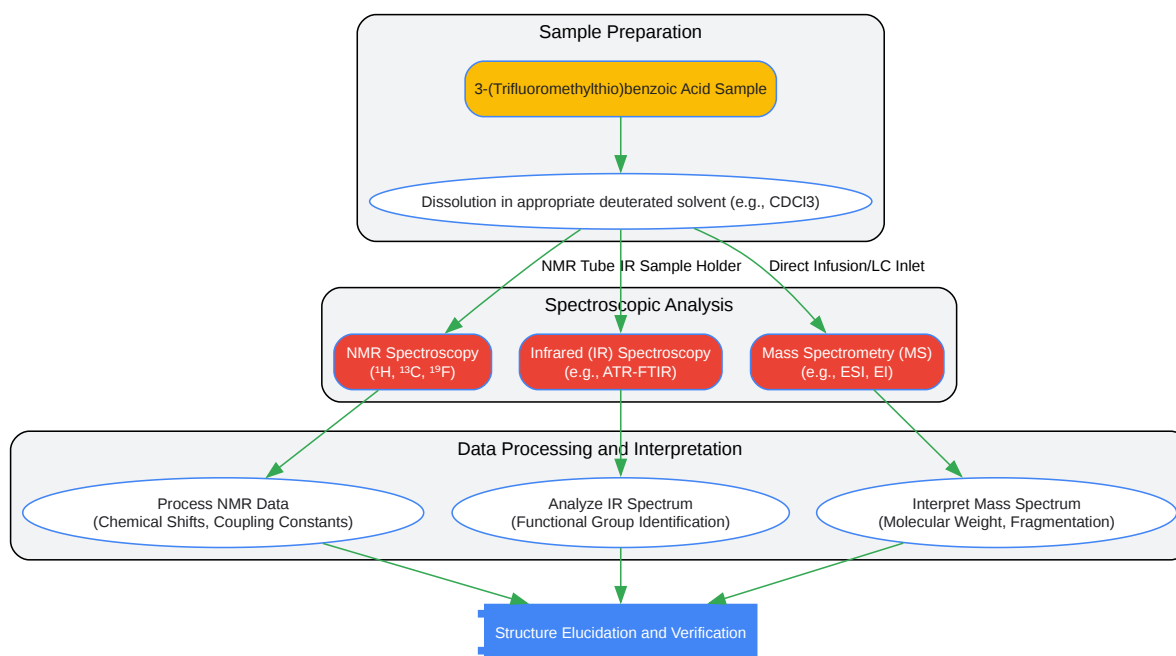 Sample Preparation
3-(Trifluoromethylthio)benzoic Acid Sample
Dissolution in appropriate deuterated solvent (e.g., CDCl3)
NMR Tube
IR Sample Holder
Direct Infusion/LC Inlet
Spectroscopic Analysis
NMR Spectroscopy
(¹H, ¹³C, ¹⁹F)
Infrared (IR) Spectroscopy
(e.g., ATR-FTIR)
Mass Spectrometry (MS)
(e.g., ESI, EI)
Data Processing and Interpretation
Process NMR Data
(Chemical Shifts, Coupling Constants)
Analyze IR Spectrum
(Functional Group Identification)
Interpret Mass Spectrum
(Molecular Weight, Fragmentation)
Structure Elucidation and Verification